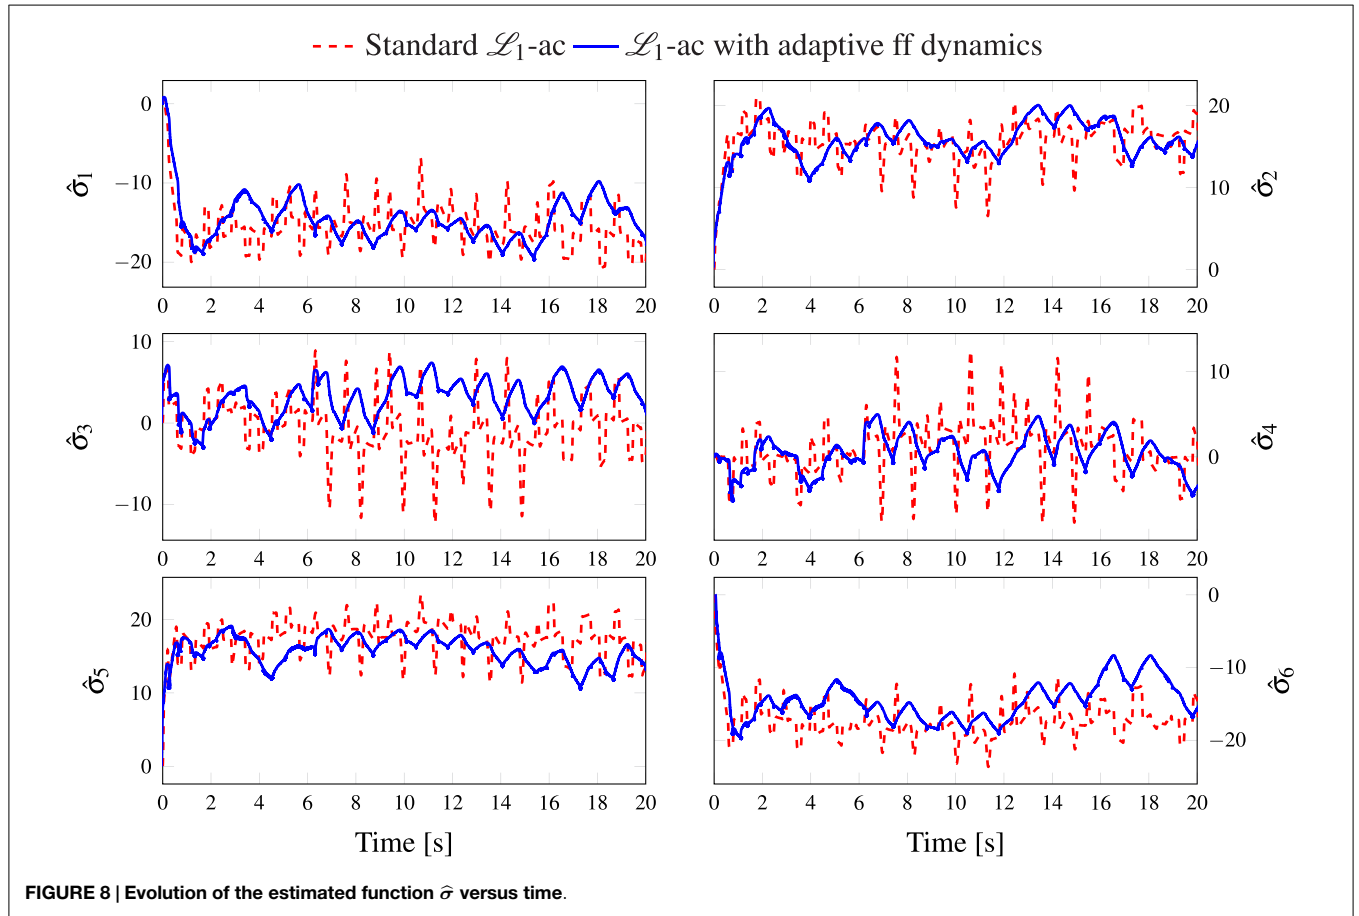 Standard ℒ₁-ac ℒ₁-ac with adaptive ff dynamics
0
−10
−20
σ̂₁
0 2 4 6 8 10 12 14 16 18 20
20
10
0
σ̂₂
0 2 4 6 8 10 12 14 16 18 20
10
0
−10
σ̂₃
0 2 4 6 8 10 12 14 16 18 20
10
0
σ̂₄
0 2 4 6 8 10 12 14 16 18 20
20
10
0
σ̂₅
0 2 4 6 8 10 12 14 16 18 20
Time [s]
0
−10
−20
σ̂₆
0 2 4 6 8 10 12 14 16 18 20
Time [s]
FIGURE 8 | Evolution of the estimated function σ̂ versus time.